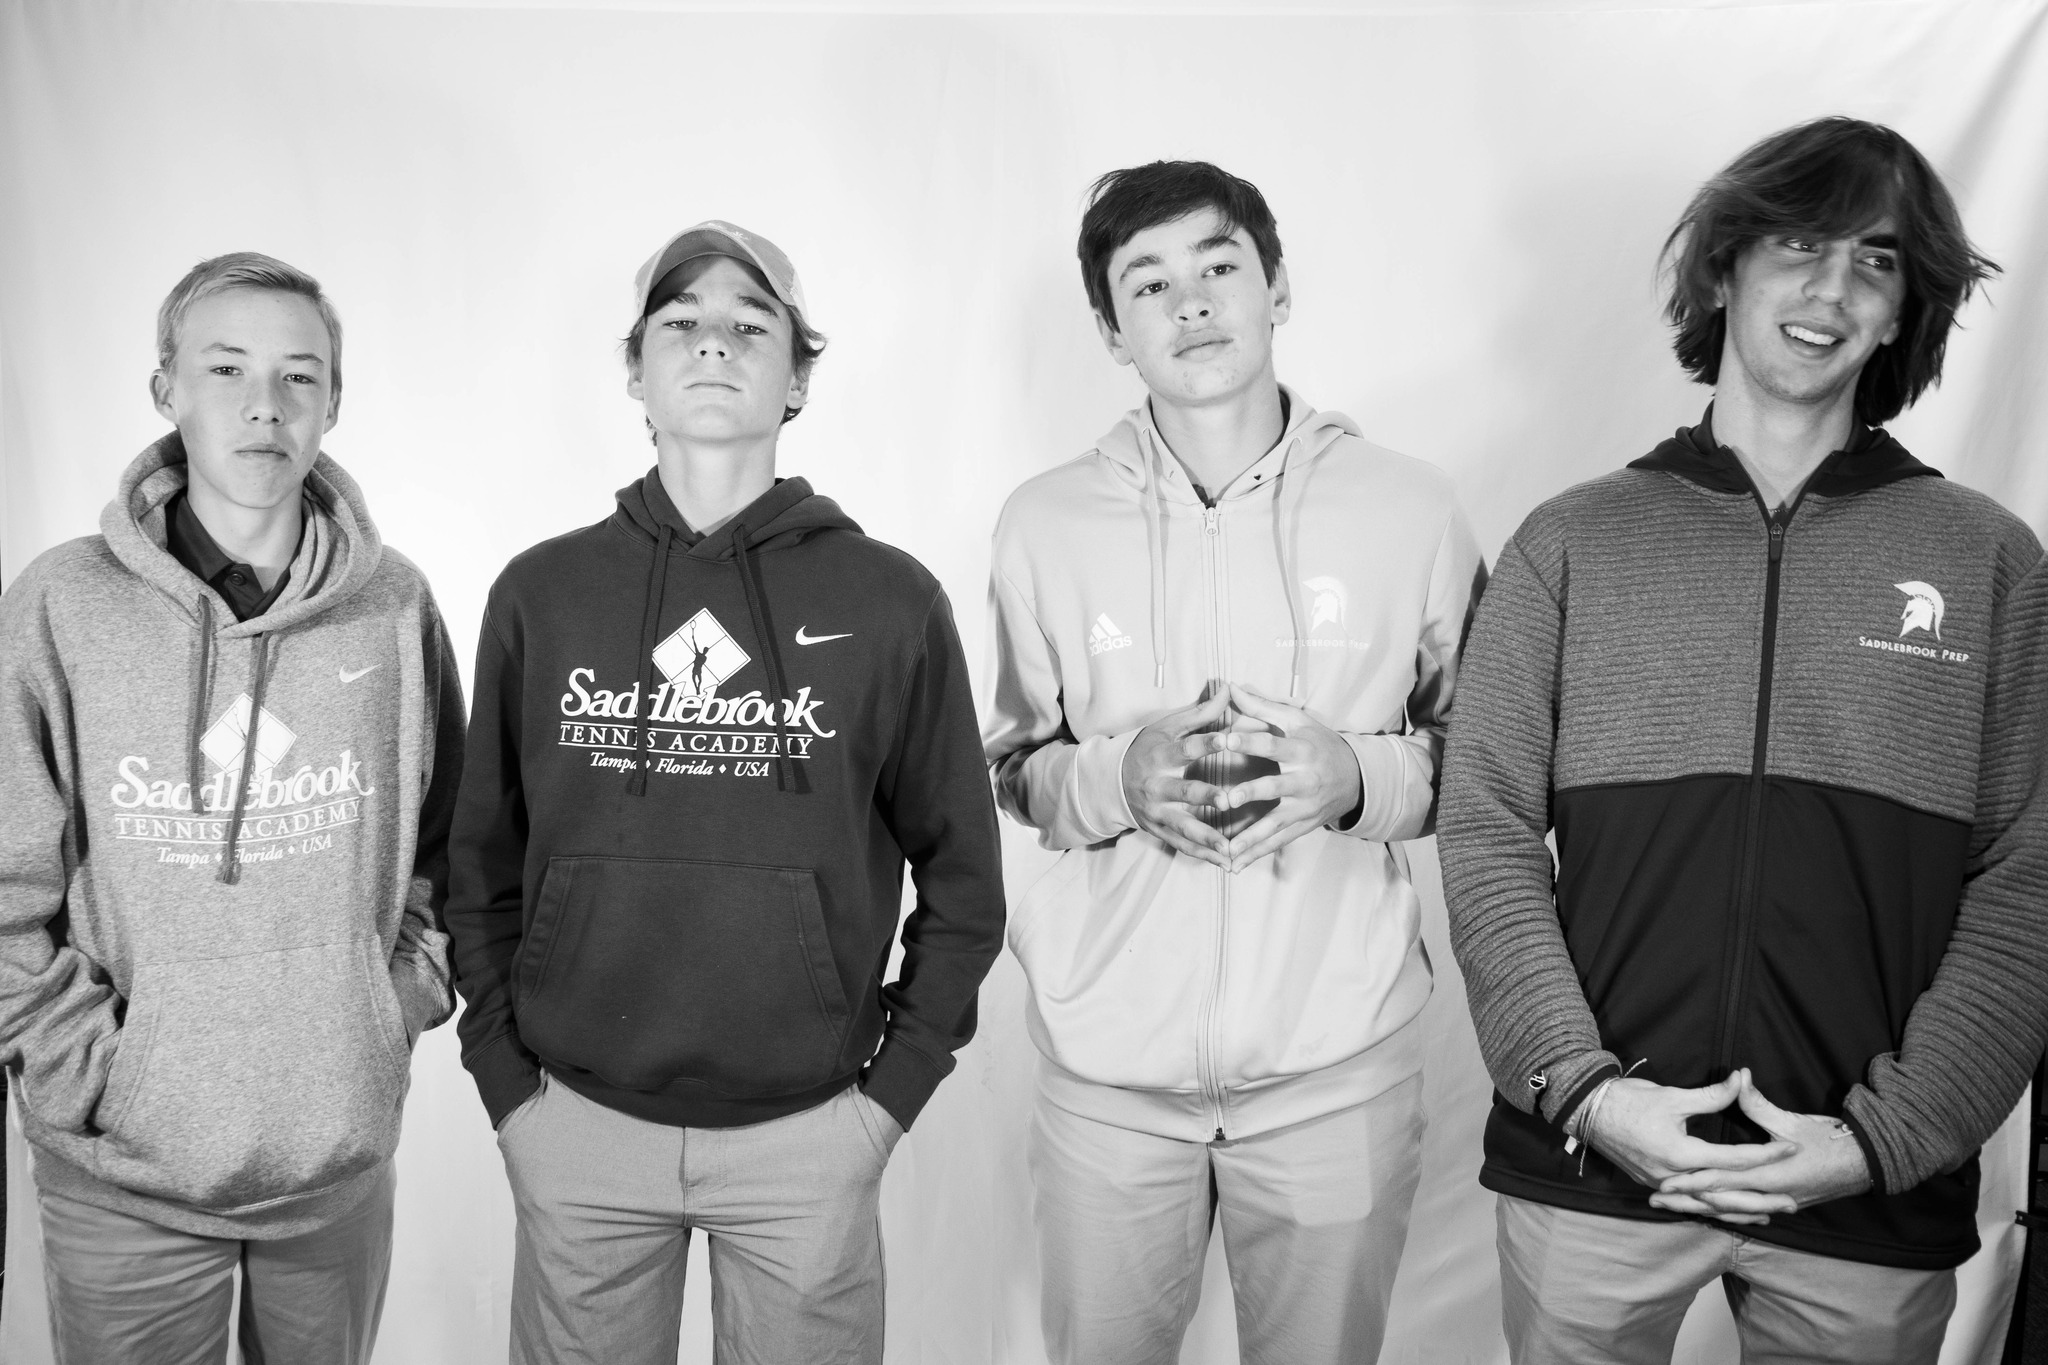 Saddlebrook
TENNIS ACADEMY
Tampa ♦ Florida ♦ USA
Saddlebrook
TENNIS ACADEMY
Tampa ♦ Florida ♦ USA
adidas
SADDLEBROOK PREP
SADDLEBROOK PREP